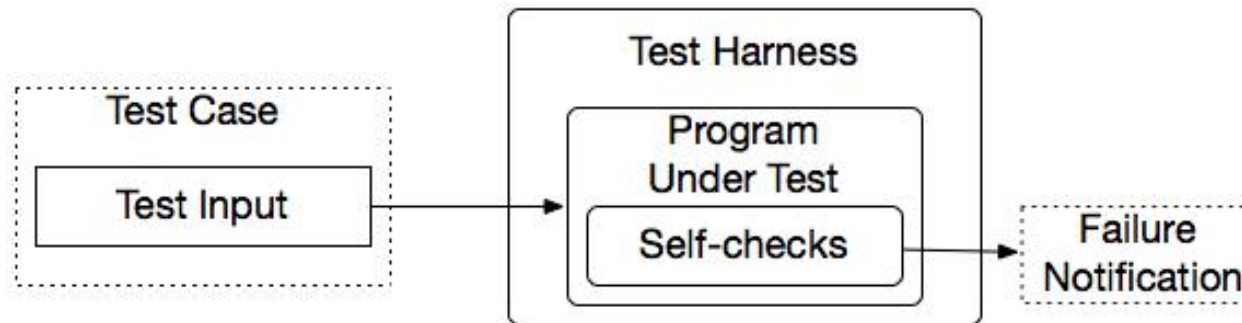 Test Harness
Test Case
Program
Under Test
Test Input
Self-checks
Failure
Notification